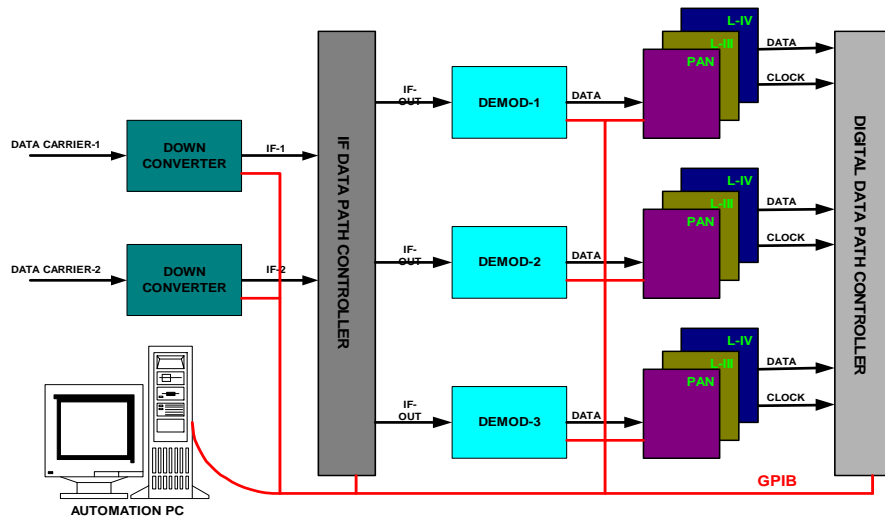 DATA CARRIER-1
DOWN
CONVERTER
IF-1
DATA CARRIER-2
DOWN
CONVERTER
IF-2
IF DATA PATH CONTROLLER
IF-
OUT
DEMOD-1
DATA
L-IV
L-III
PAN
DATA
CLOCK
IF-
OUT
DEMOD-2
DATA
L-IV
L-III
PAN
DATA
CLOCK
IF-
OUT
DEMOD-3
DATA
L-IV
L-III
PAN
DATA
CLOCK
DIGITAL DATA PATH CONTROLLER
GPIB
AUTOMATION PC